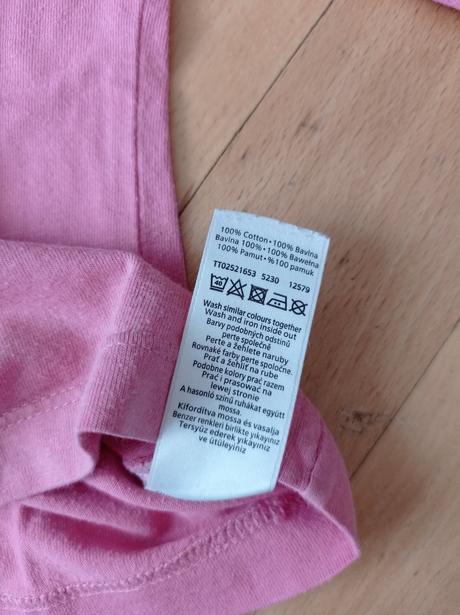 100% Cotton • 100% Bavlna
Bavlna 100% • 100% Bawełna
100% Pamut • %100 pamuk
TT02521653 5230 12579
40
Wash similar colours together
Wash and iron inside out
Barvy podobných odstínů
perte společně
Perte a žehlete naruby
Rovnaké farby perte spoločne.
Prať a žehliť na rube
Podobne kolory prać razem
Prać i prasować na
lewej stronie
A hasonló színű ruhákat együtt
mossa.
Kifordítva mossa és vasalja
Benzer renkleri birlikte yıkayınız
Tersyüz ederek yıkayınız
ve ütüleyiniz